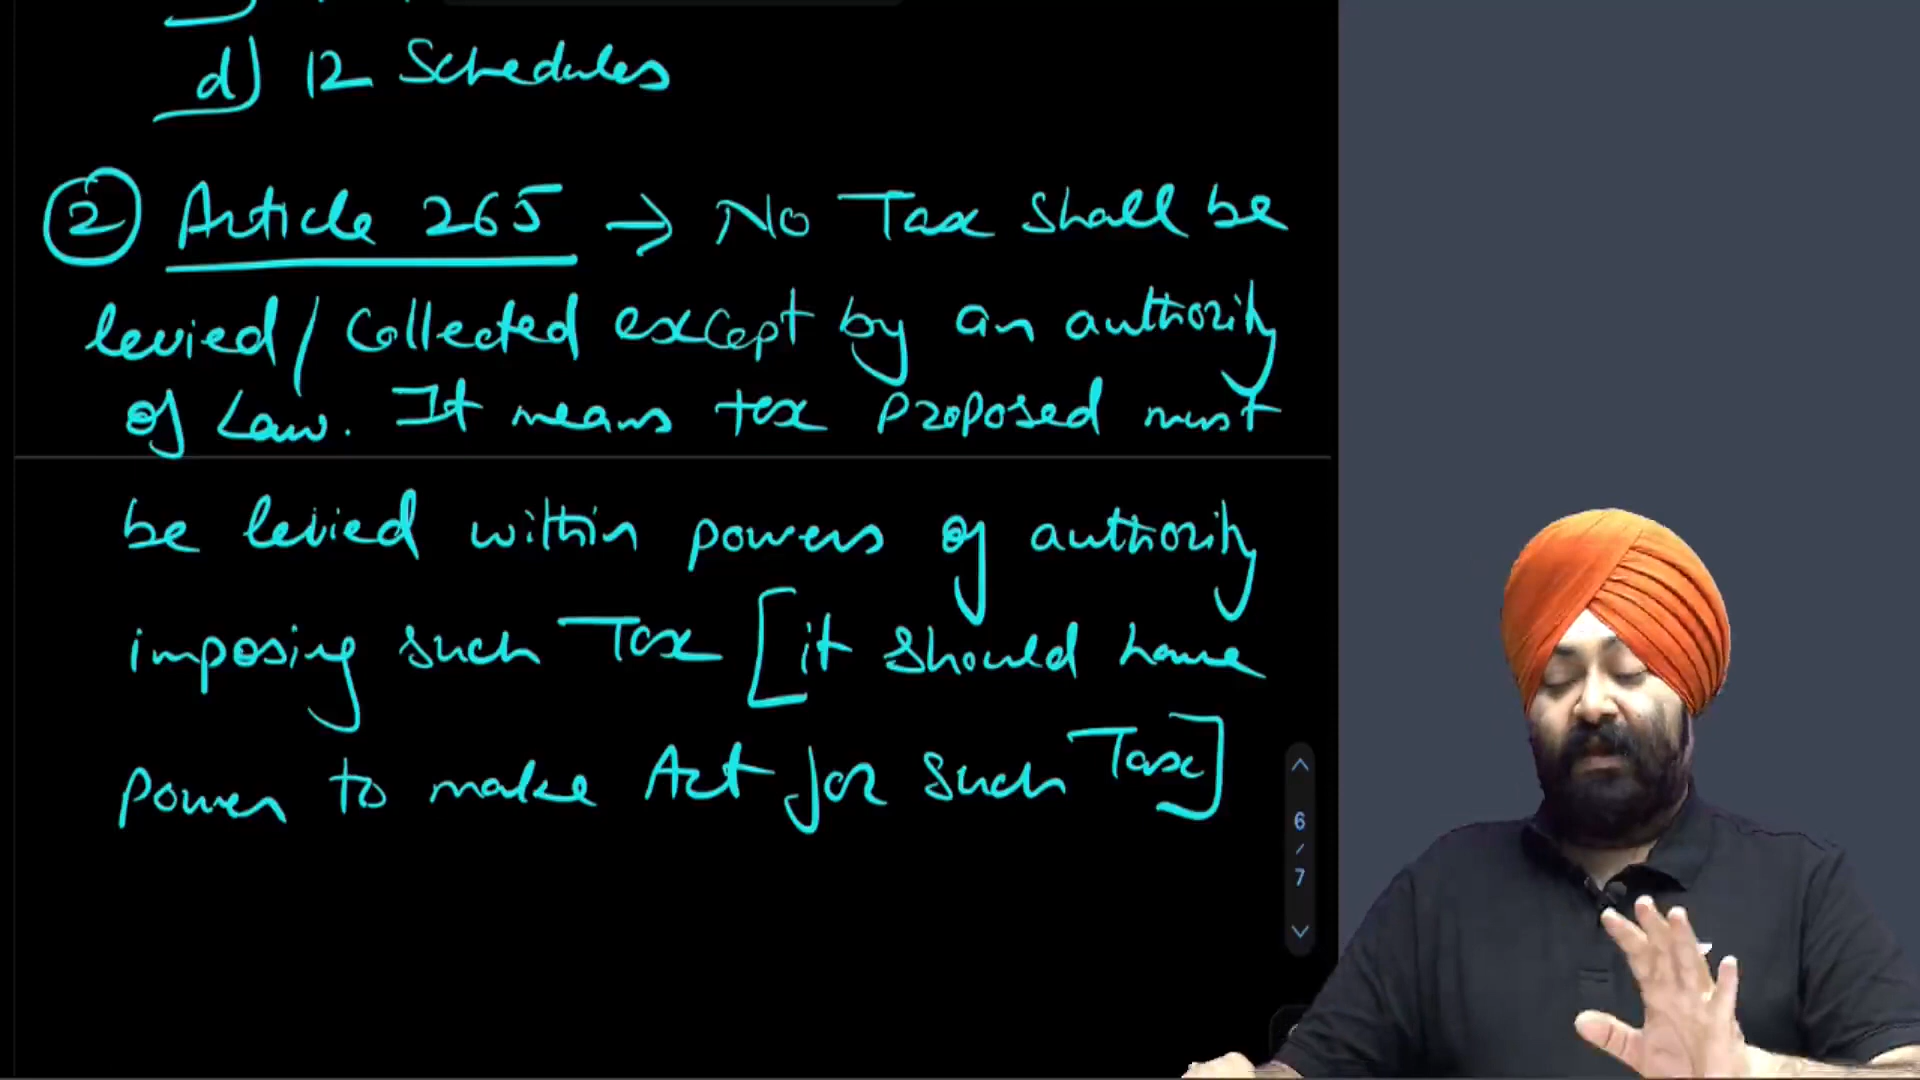 d) 12 Schedules
② Article 265 → No Tax shall be
levied / Collected except by an authority
of Law. It means tax proposed must
be levied within powers of authority
imposing such Tax [it should have
power to make Act for such Tax]
6
/
7